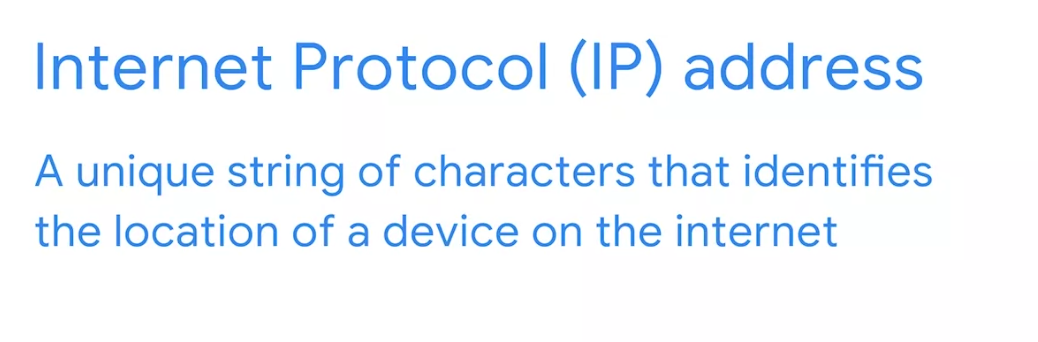 Internet Protocol (IP) address
A unique string of characters that identifies
the location of a device on the internet